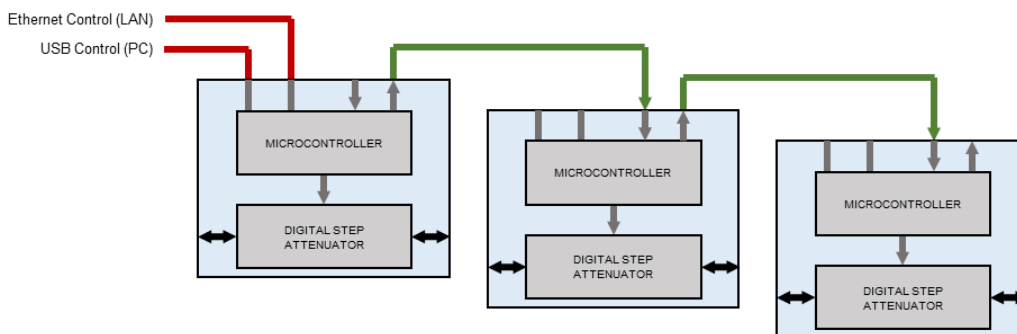 Ethernet Control (LAN)
USB Control (PC)
MICROCONTROLLER
DIGITAL STEP
ATTENUATOR
MICROCONTROLLER
DIGITAL STEP
ATTENUATOR
MICROCONTROLLER
DIGITAL STEP
ATTENUATOR